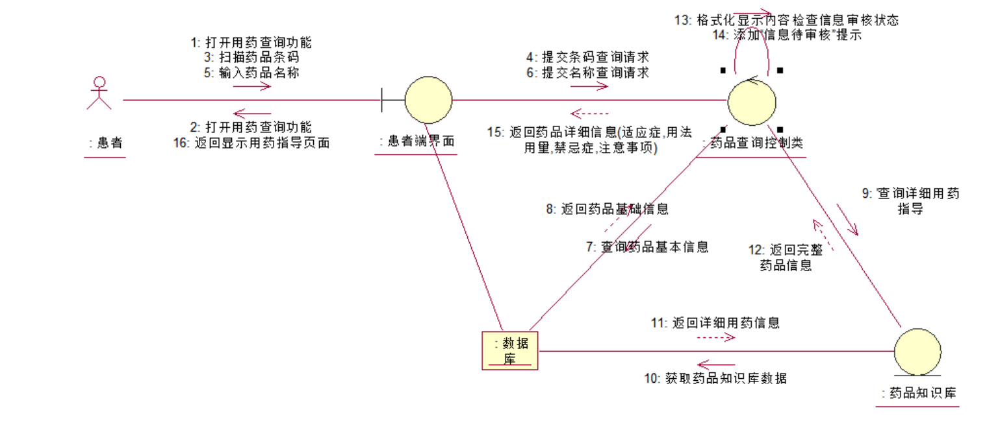 13: 格式化显示内容检查信息审核状态
14: 添加“信息待审核”提示
1: 打开用药查询功能
3: 扫描药品条码
5: 输入药品名称
4: 提交条码查询请求
6: 提交名称查询请求
2: 打开用药查询功能
16: 返回显示用药指导页面
15: 返回药品详细信息(适应症,用法
用量,禁忌症,注意事项)
: 患者
: 患者端界面
: 药品查询控制类
9: 查询详细用药
指导
8: 返回药品基础信息
7: 查询药品基本信息
12: 返回完整
药品信息
11: 返回详细用药信息
: 数据
库
10: 获取药品知识库数据
: 药品知识库